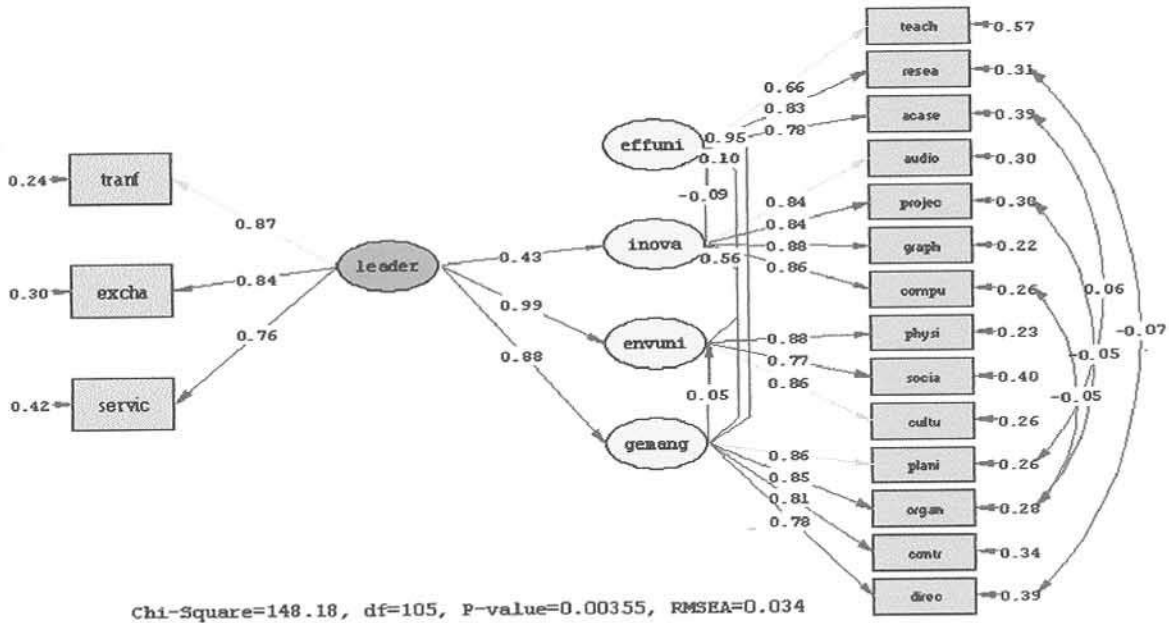 teach
0.57
0.66
resea
0.31
0.83
acase
0.39
0.95
0.78
effuni
0.10
audio
0.30
tranf
0.24
-0.09
0.84
projec
0.30
0.87
0.84
inova
graph
0.22
0.43
0.88
0.56
leader
0.86
excha
0.30
0.84
compu
0.26
0.06
0.99
-0.07
physi
0.23
0.88
0.76
envuni
0.77
-0.05
0.88
socia
0.40
0.86
0.05
-0.05
servic
0.42
cultu
0.26
gemang
0.86
plani
0.26
0.85
0.81
organ
0.28
0.78
contr
0.34
direc
0.39
Chi-Square=148.18, df=105, P-value=0.00355, RMSEA=0.034